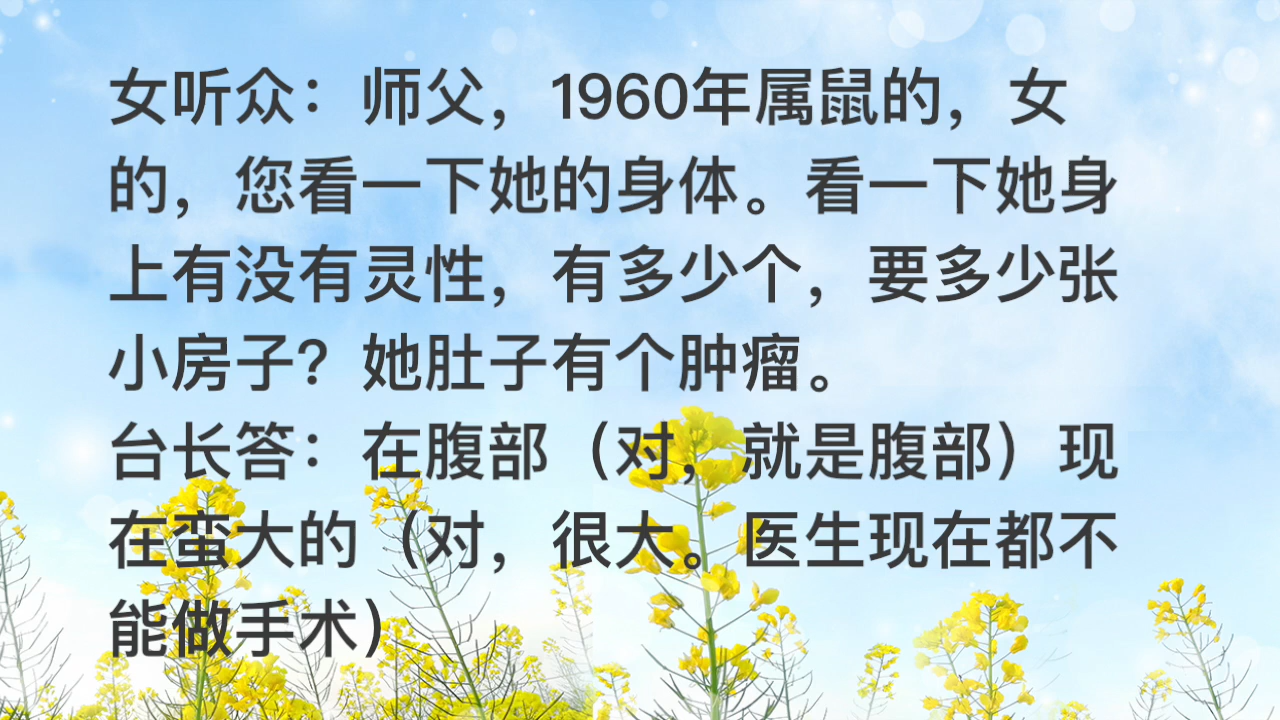 女听众：师父，1960年属鼠的，女
的，您看一下她的身体。看一下她身
上有没有灵性，有多少个，要多少张
小房子？她肚子有个肿瘤。
台长答：在腹部（对，就是腹部）现
在蛮大的（对，很大。医生现在都不
能做手术）